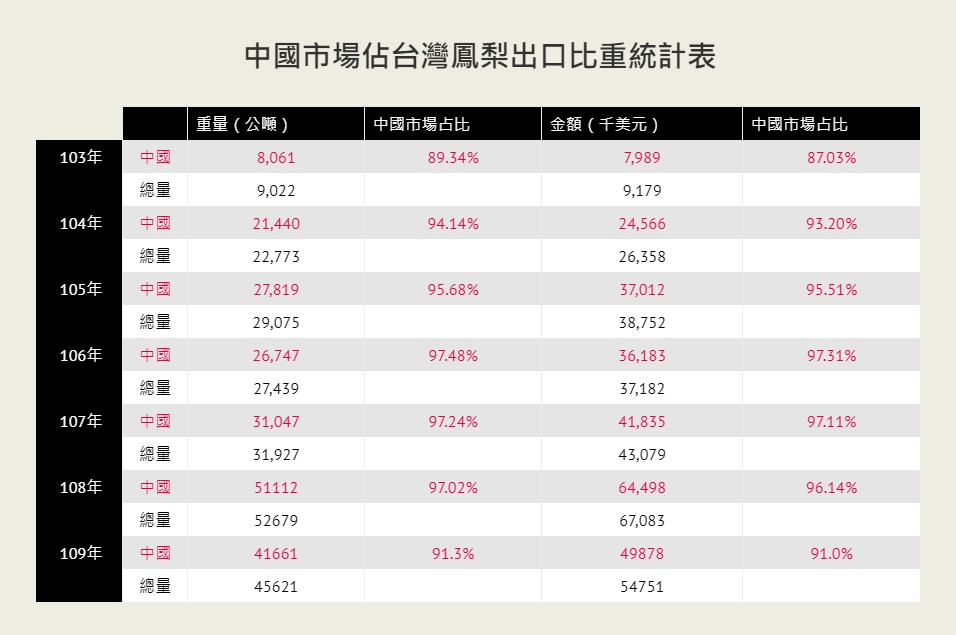 中國市場佔台灣鳳梨出口比重統計表
重量（公噸） 中國市場占比 金額（千美元） 中國市場占比
103年 中國 8,061 89.34% 7,989 87.03%
總量 9,022 9,179
104年 中國 21,440 94.14% 24,566 93.20%
總量 22,773 26,358
105年 中國 27,819 95.68% 37,012 95.51%
總量 29,075 38,752
106年 中國 26,747 97.48% 36,183 97.31%
總量 27,439 37,182
107年 中國 31,047 97.24% 41,835 97.11%
總量 31,927 43,079
108年 中國 51112 97.02% 64,498 96.14%
總量 52679 67,083
109年 中國 41661 91.3% 49878 91.0%
總量 45621 54751